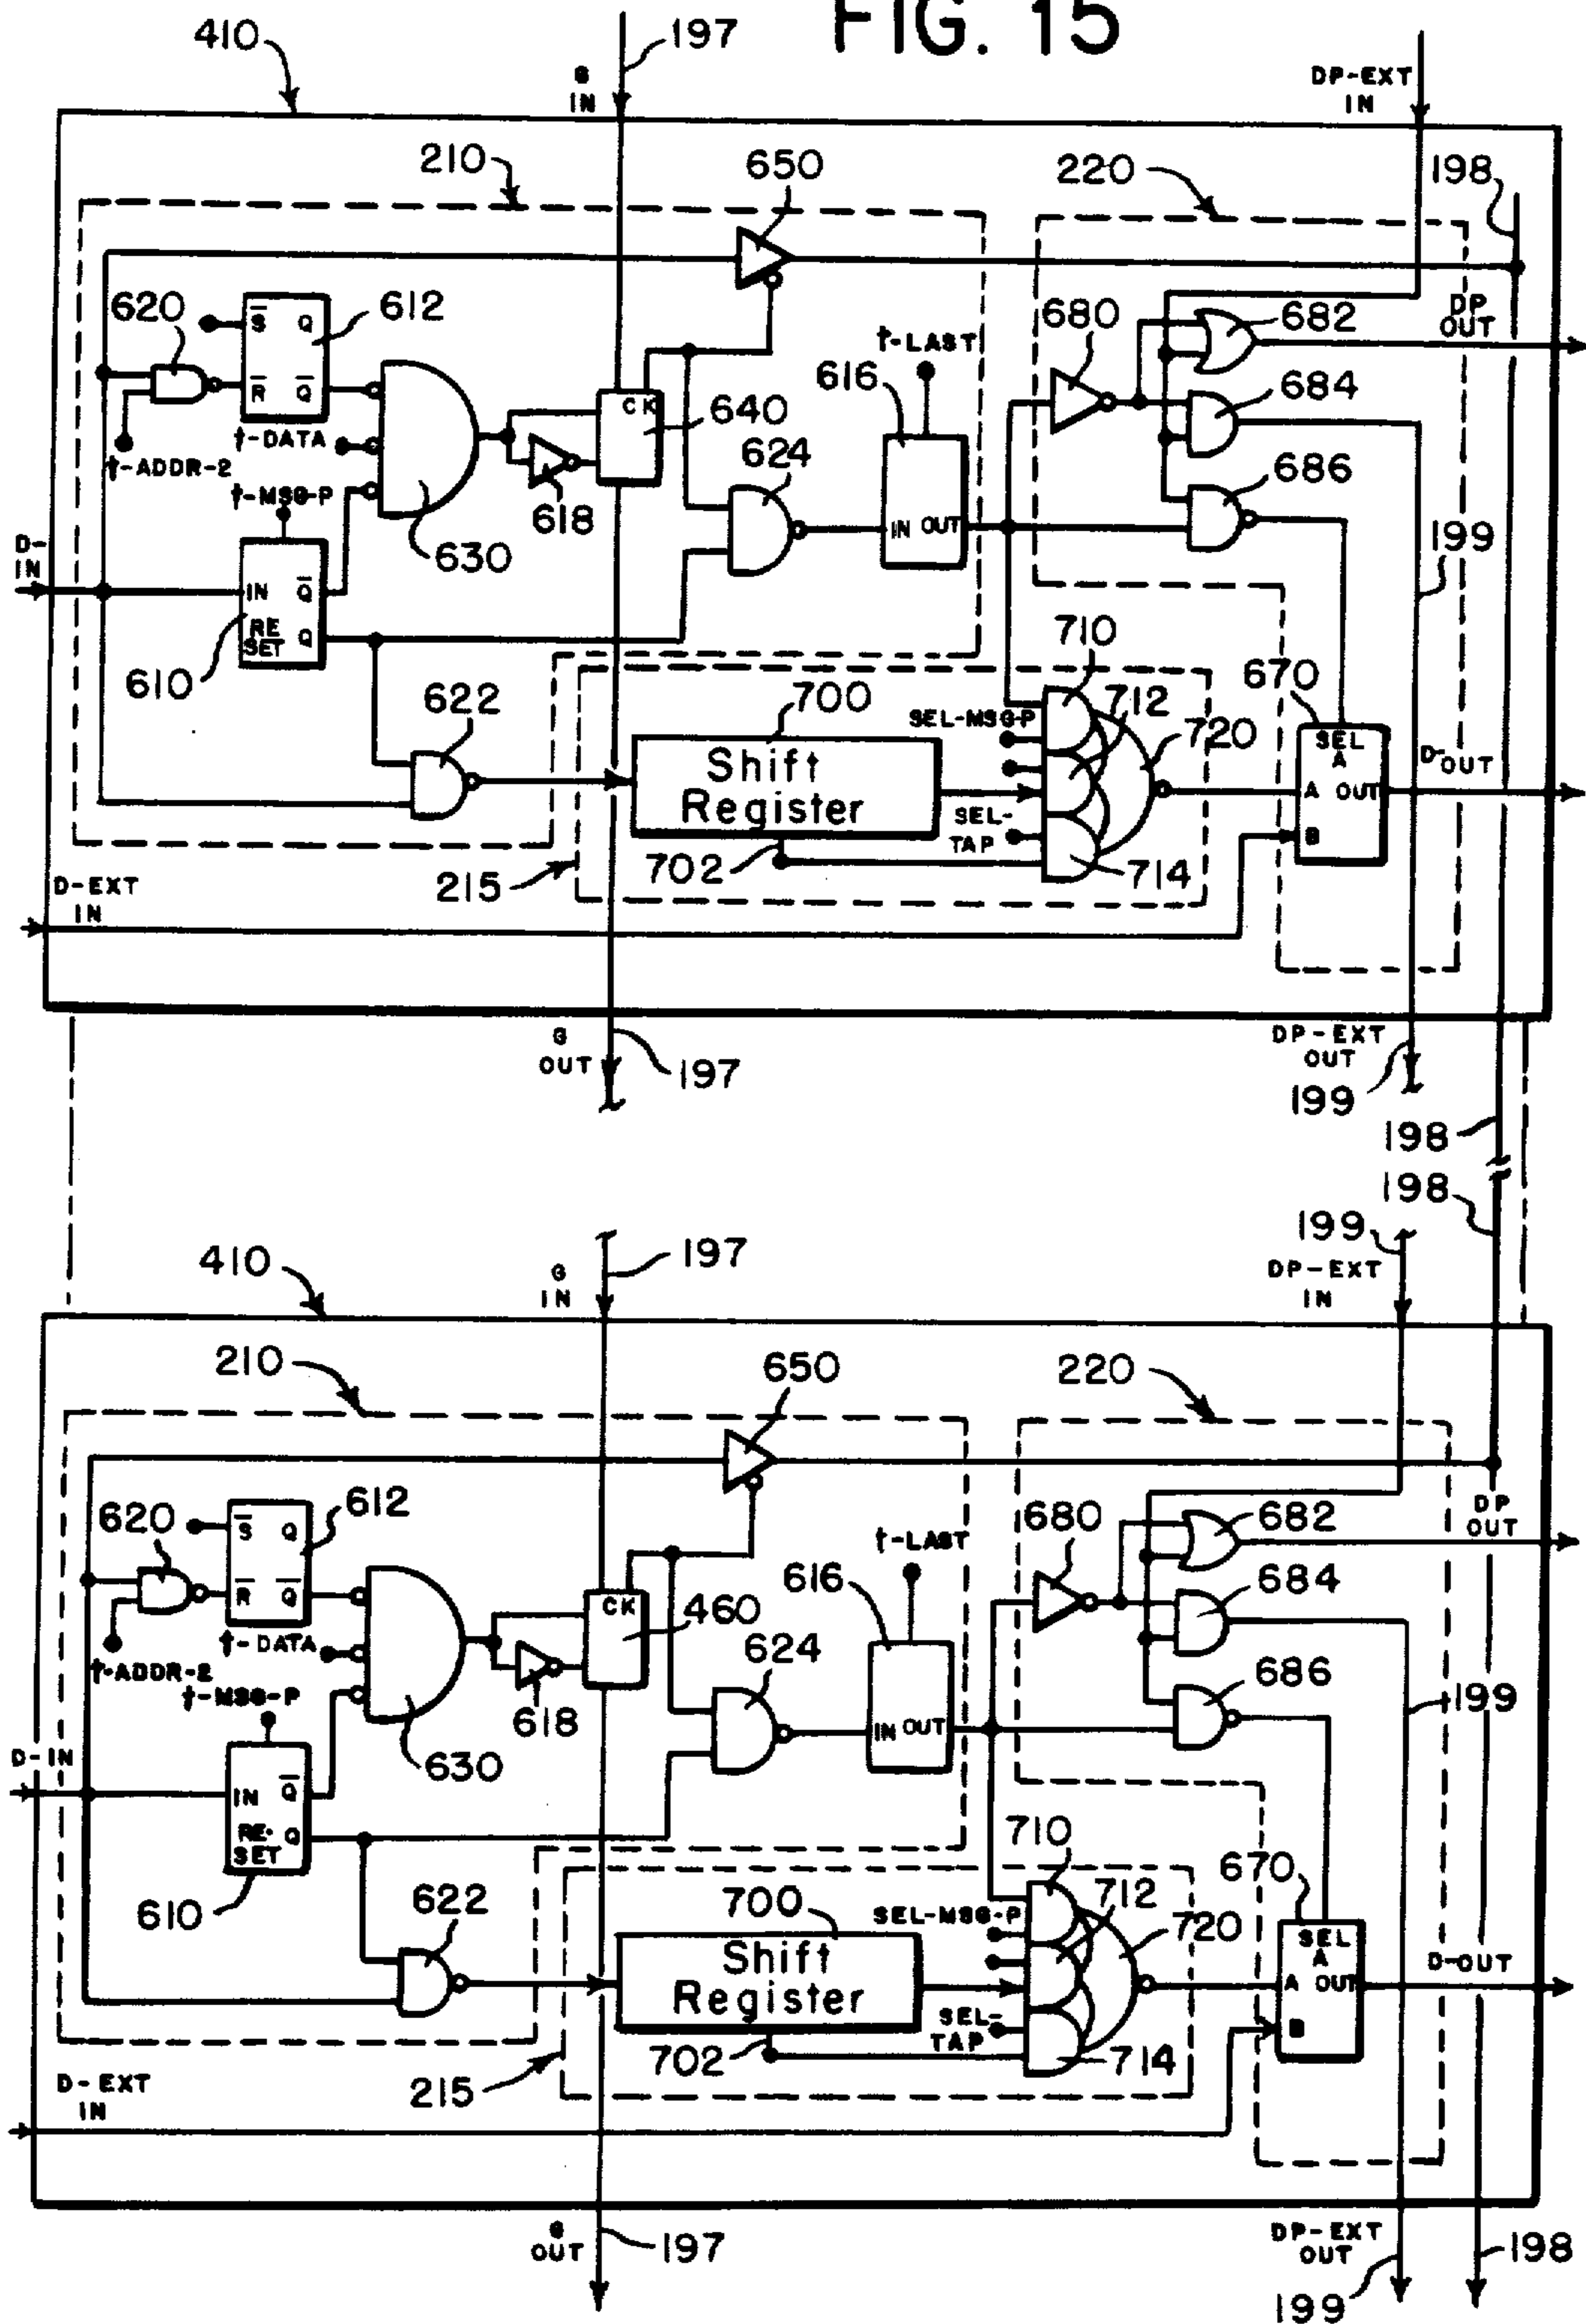 FIG. 15
410
197
G
IN
DP-EXT
IN
210
650
220
198
620
S
Q
612
R
Q
t-DATA
t-ADDR-2
t-MSG-P
630
618
CK
640
624
616
t-LAST
IN OUT
680
682
DP
OUT
684
686
199
D-
IN
IN
Q
RE
SET
Q
610
622
700
Shift
Register
702
215
710
SEL-MSG-P
712
720
SEL-
TAP
714
670
SEL
A
A OUT
B
D-OUT
D-EXT
IN
G
OUT
197
DP-EXT
OUT
199
198
198
199
410
G
IN
197
DP-EXT
IN
210
650
220
620
S
Q
612
R
Q
t-DATA
t-ADDR-2
t-MSG-P
630
618
CK
460
624
616
t-LAST
IN OUT
680
682
DP
OUT
684
686
199
D-IN
IN
Q
RE-
SET
Q
610
622
700
Shift
Register
702
215
710
SEL-MSG-P
712
720
SEL-
TAP
714
670
SEL
A
A OUT
B
D-OUT
D-EXT
IN
G
OUT
197
DP-EXT
OUT
199
198